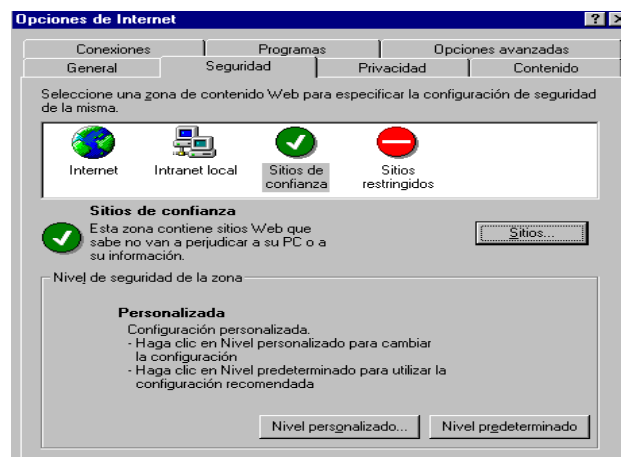 Opciones de Internet
Conexiones Programas Opciones avanzadas
General Seguridad Privacidad Contenido
Seleccione una zona de contenido Web para especificar la configuración de seguridad
de la misma.
Internet Intranet local Sitios de
confianza Sitios
restringidos
Sitios de confianza
Esta zona contiene sitios Web que
sabe no van a perjudicar a su PC o a
su información.
Sitios...
Nivel de seguridad de la zona
Personalizada
Configuración personalizada.
- Haga clic en Nivel personalizado para cambiar
la configuración
- Haga clic en Nivel predeterminado para utilizar la
configuración recomendada
Nivel personalizado... Nivel predeterminado